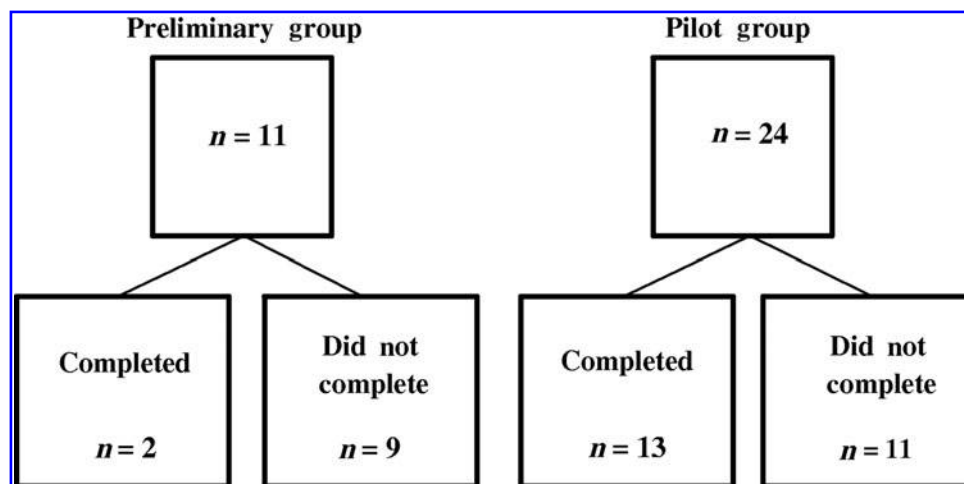 Preliminary group
Pilot group
n = 11
n = 24
Completed
n = 2
Did not
complete
n = 9
Completed
n = 13
Did not
complete
n = 11